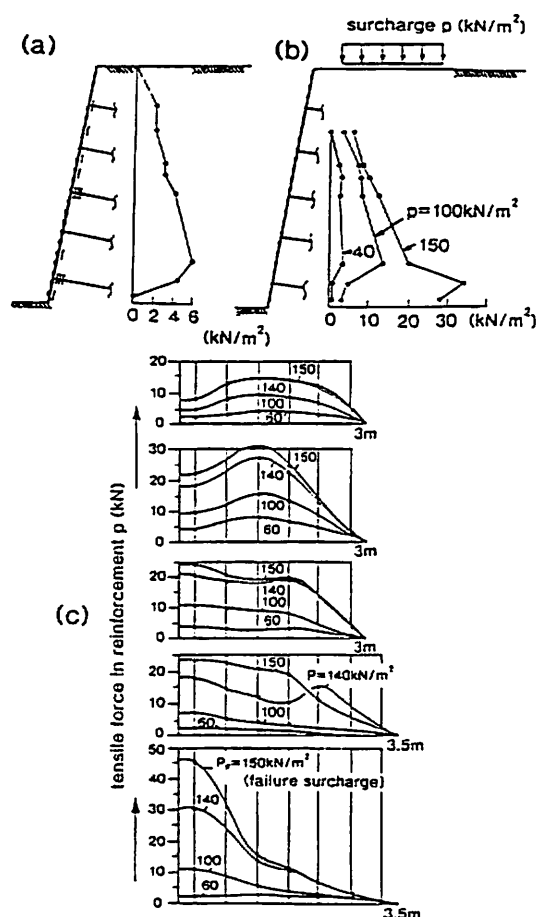 (a)
0 2 4 6
(kN/m²)
surcharge p (kN/m²)
(b)
p=100kN/m²
40
150
0 10 20 30
(kN/m²)
(c)
tensile force in reinforcement p (kN)
20
10
0
150
140
100
60
3m
30
20
10
0
150
140
100
60
3m
20
10
0
150
140
100
60
3m
20
10
0
150
P=140kN/m²
100
60
3.5m
50
40
30
20
10
0
P_F=150kN/m²
(failure surcharge)
140
100
60
3.5m